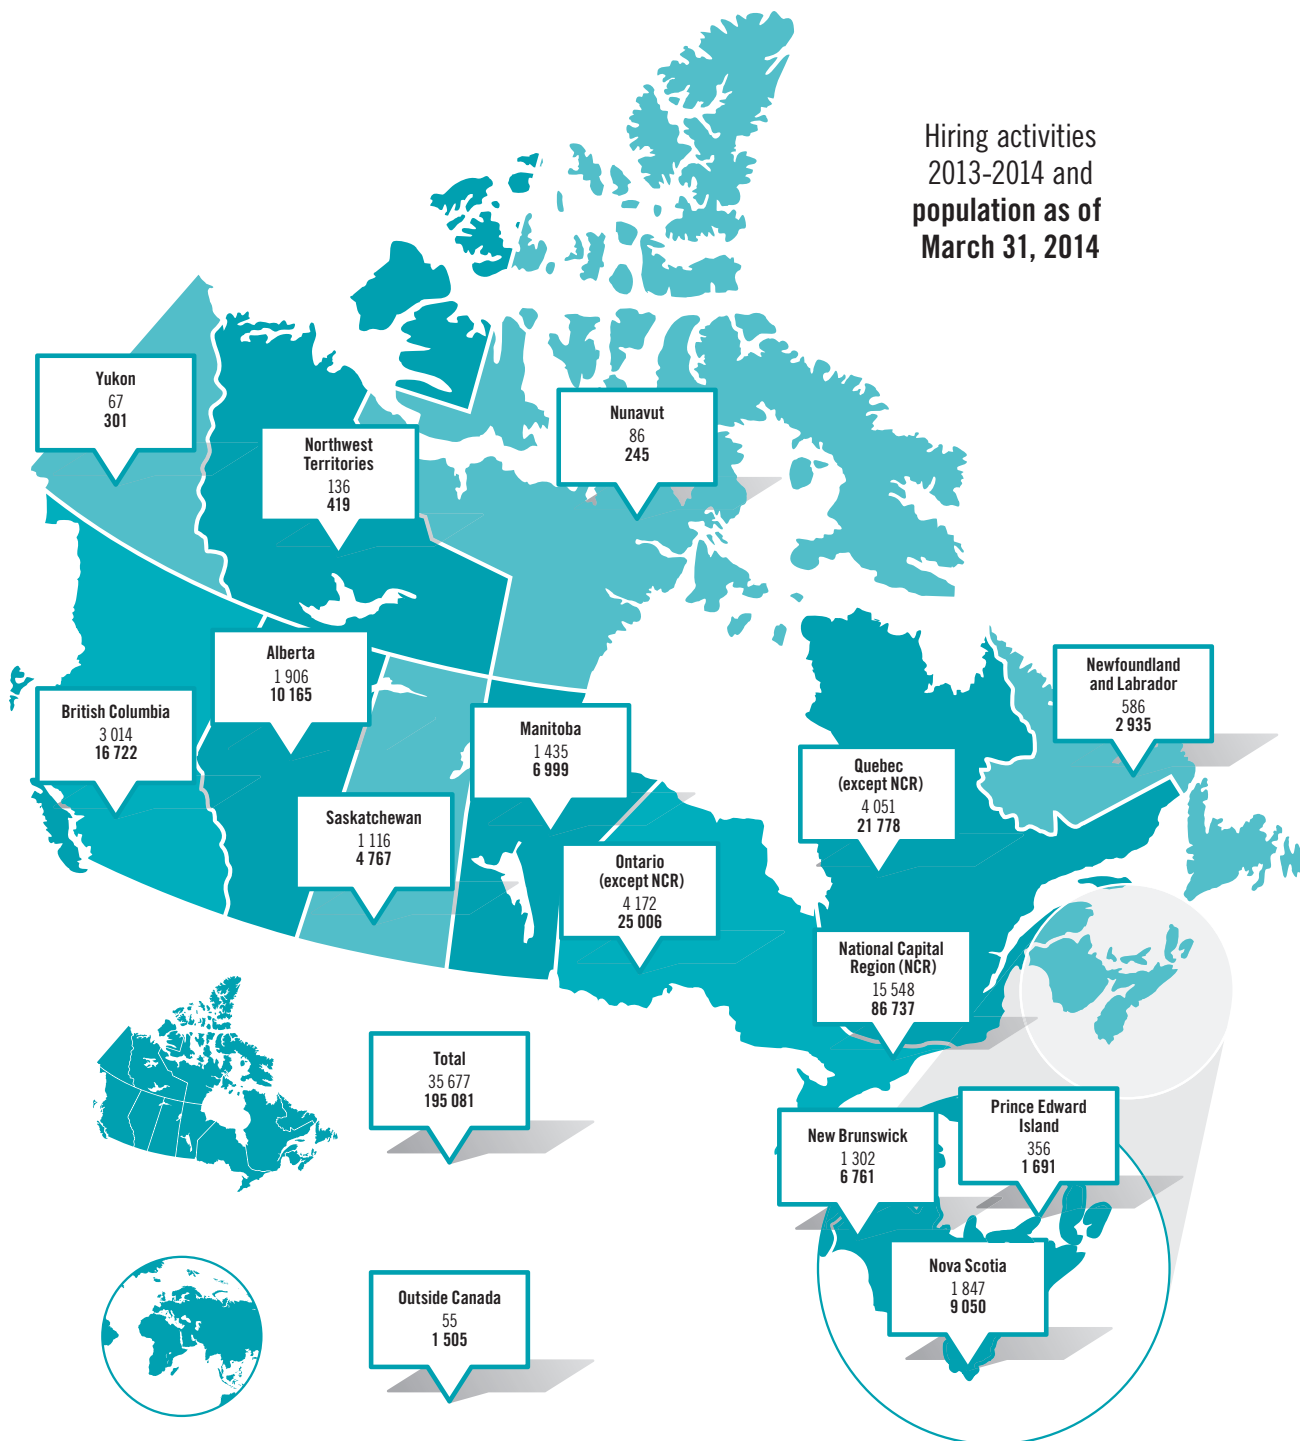 Hiring activities
2013-2014 and
population as of
March 31, 2014
Yukon
67
301
Northwest
Territories
136
419
Nunavut
86
245
Alberta
1 906
10 165
British Columbia
3 014
16 722
Newfoundland
and Labrador
586
2 935
Manitoba
1 435
6 999
Quebec
(except NCR)
4 051
21 778
Saskatchewan
1 116
4 767
Ontario
(except NCR)
4 172
25 006
National Capital
Region (NCR)
15 548
86 737
Total
35 677
195 081
New Brunswick
1 302
6 761
Prince Edward
Island
356
1 691
Nova Scotia
1 847
9 050
Outside Canada
55
1 505